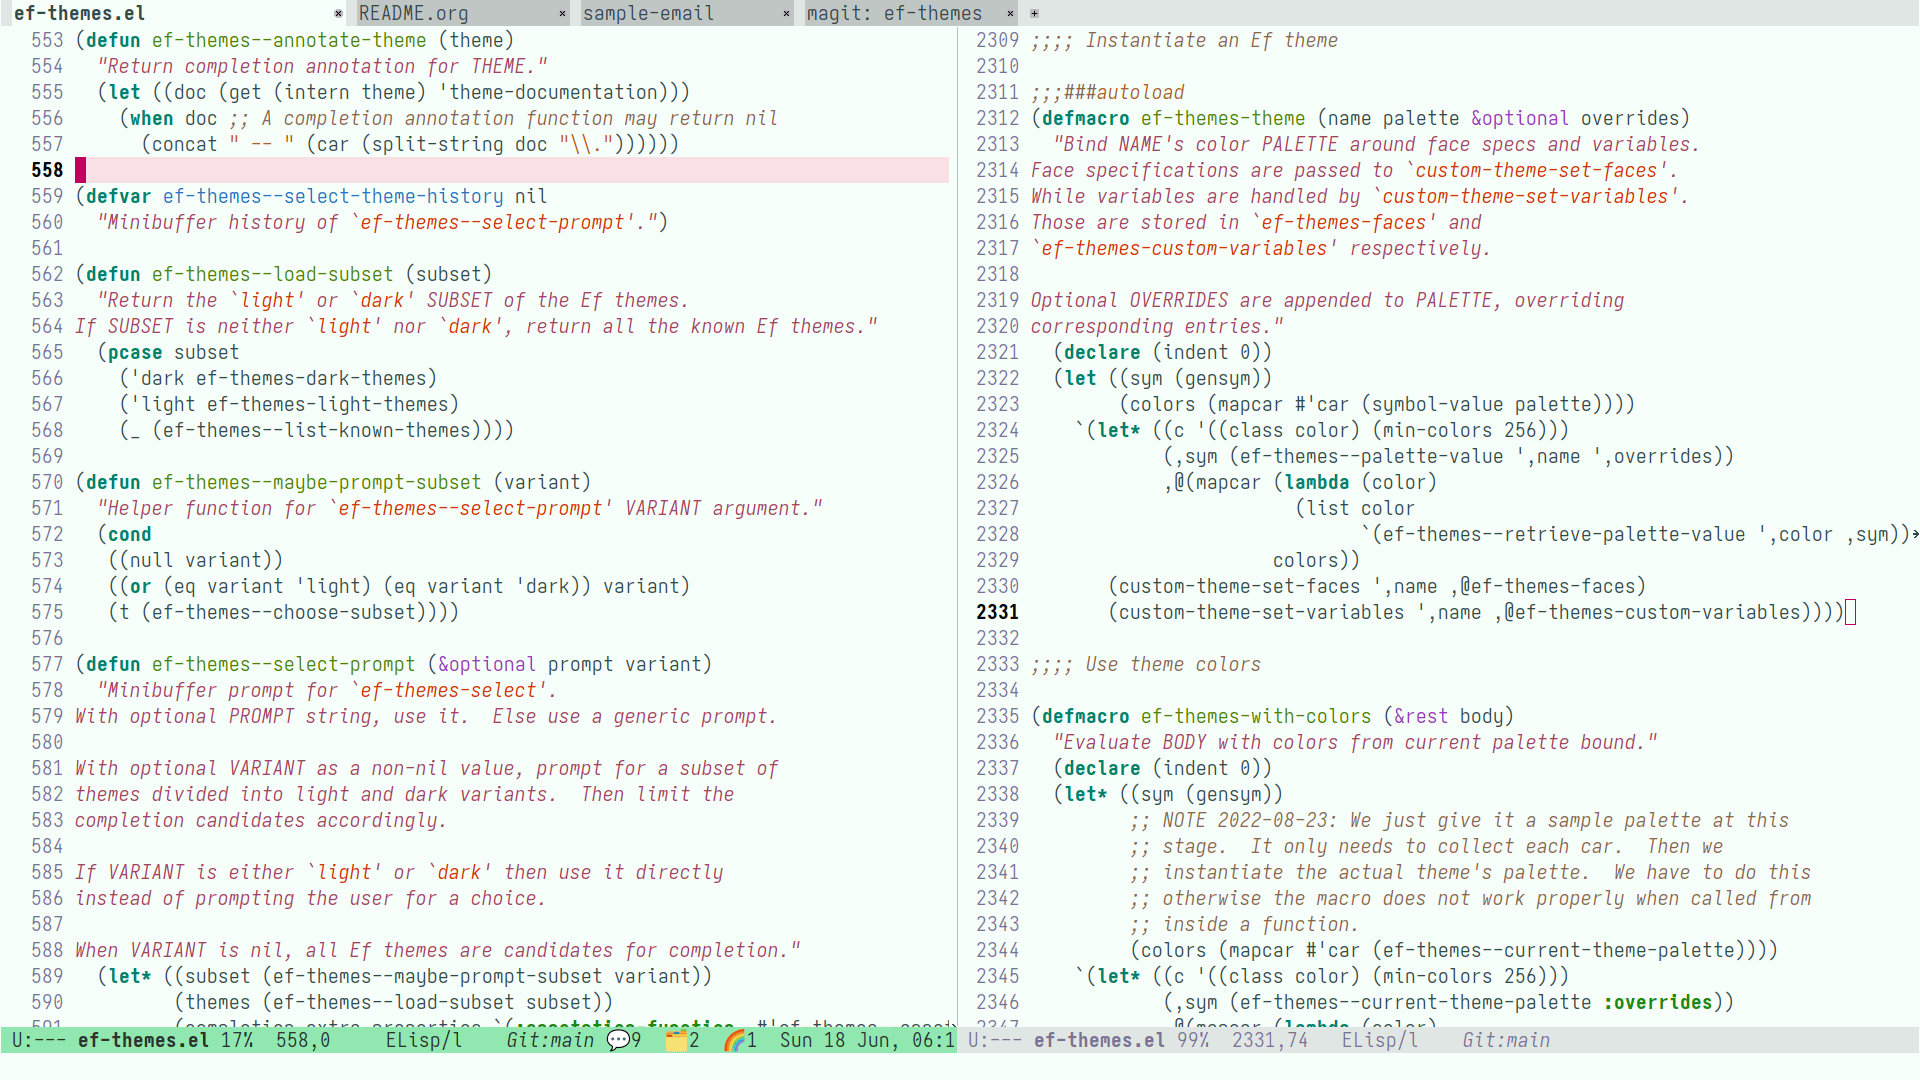 ef-themes.el README.org sample-email magit: ef-themes
553 (defun ef-themes--annotate-theme (theme)
554   "Return completion annotation for THEME."
555   (let ((doc (get (intern theme) 'theme-documentation)))
556     (when doc ;; A completion annotation function may return nil
557       (concat " -- " (car (split-string doc "\\."))))))
558
559 (defvar ef-themes--select-theme-history nil
560   "Minibuffer history of `ef-themes--select-prompt'.")
561
562 (defun ef-themes--load-subset (subset)
563   "Return the `light' or `dark' SUBSET of the Ef themes.
564 If SUBSET is neither `light' nor `dark', return all the known Ef themes."
565   (pcase subset
566     ('dark ef-themes-dark-themes)
567     ('light ef-themes-light-themes)
568     (_ (ef-themes--list-known-themes))))
569
570 (defun ef-themes--maybe-prompt-subset (variant)
571   "Helper function for `ef-themes--select-prompt' VARIANT argument."
572   (cond
573    ((null variant))
574    ((or (eq variant 'light) (eq variant 'dark)) variant)
575    (t (ef-themes--choose-subset))))
576
577 (defun ef-themes--select-prompt (&optional prompt variant)
578   "Minibuffer prompt for `ef-themes-select'.
579 With optional PROMPT string, use it.  Else use a generic prompt.
580
581 With optional VARIANT as a non-nil value, prompt for a subset of
582 themes divided into light and dark variants.  Then limit the
583 completion candidates accordingly.
584
585 If VARIANT is either `light' or `dark' then use it directly
586 instead of prompting the user for a choice.
587
588 When VARIANT is nil, all Ef themes are candidates for completion."
589   (let* ((subset (ef-themes--maybe-prompt-subset variant))
590          (themes (ef-themes--load-subset subset))
U:--- ef-themes.el 17% 558,0 ELisp/l Git:main 💬9 🗂️2 🌈1 Sun 18 Jun, 06:1
2309 ;;;; Instantiate an Ef theme
2310
2311 ;;;###autoload
2312 (defmacro ef-themes-theme (name palette &optional overrides)
2313   "Bind NAME's color PALETTE around face specs and variables.
2314 Face specifications are passed to `custom-theme-set-faces'.
2315 While variables are handled by `custom-theme-set-variables'.
2316 Those are stored in `ef-themes-faces' and
2317 `ef-themes-custom-variables' respectively.
2318
2319 Optional OVERRIDES are appended to PALETTE, overriding
2320 corresponding entries."
2321   (declare (indent 0))
2322   (let ((sym (gensym))
2323         (colors (mapcar #'car (symbol-value palette))))
2324     `(let* ((c '((class color) (min-colors 256)))
2325             (,sym (ef-themes--palette-value ',name ',overrides))
2326             ,@(mapcar (lambda (color)
2327                         (list color
2328                               `(ef-themes--retrieve-palette-value ',color ,sym))
2329                       colors))
2330        (custom-theme-set-faces ',name ,@ef-themes-faces)
2331        (custom-theme-set-variables ',name ,@ef-themes-custom-variables))))
2332
2333 ;;;; Use theme colors
2334
2335 (defmacro ef-themes-with-colors (&rest body)
2336   "Evaluate BODY with colors from current palette bound."
2337   (declare (indent 0))
2338   (let* ((sym (gensym))
2339          ;; NOTE 2022-08-23: We just give it a sample palette at this
2340          ;; stage.  It only needs to collect each car.  Then we
2341          ;; instantiate the actual theme's palette.  We have to do this
2342          ;; otherwise the macro does not work properly when called from
2343          ;; inside a function.
2344          (colors (mapcar #'car (ef-themes--current-theme-palette))))
2345     `(let* ((c '((class color) (min-colors 256)))
2346             (,sym (ef-themes--current-theme-palette :overrides))
U:--- ef-themes.el 99% 2331,74 ELisp/l Git:main